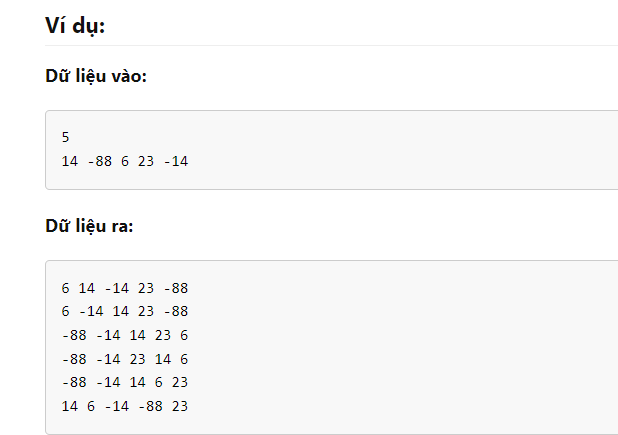 Ví dụ:
Dữ liệu vào:
5
14 -88 6 23 -14
Dữ liệu ra:
6 14 -14 23 -88
6 -14 14 23 -88
-88 -14 14 23 6
-88 -14 23 14 6
-88 -14 14 6 23
14 6 -14 -88 23